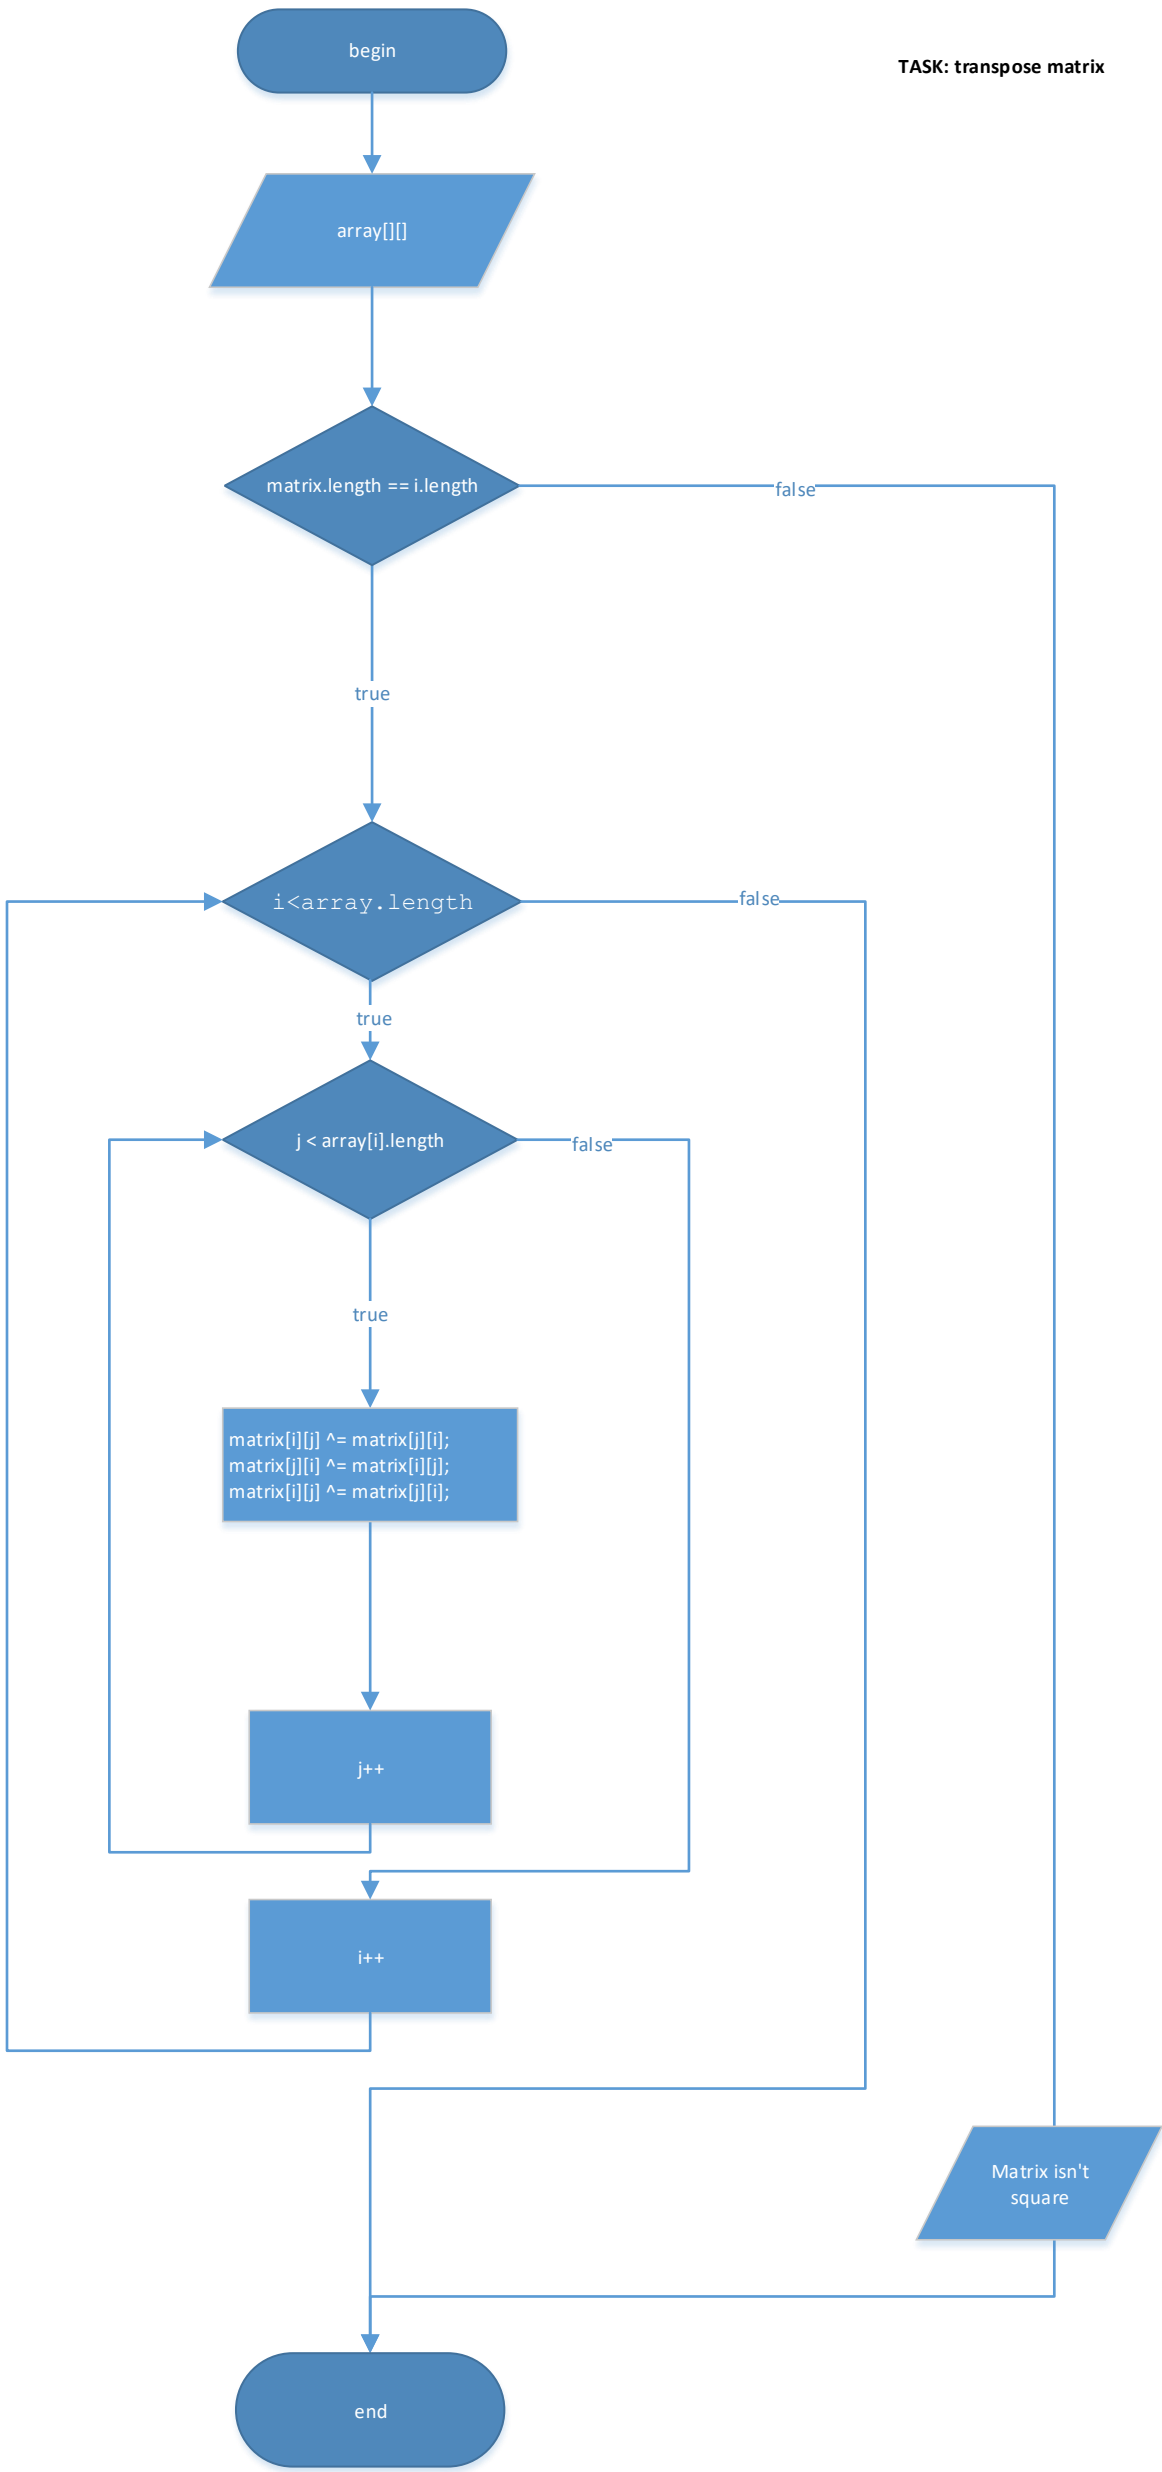 begin
TASK: transpose matrix
array[][]
matrix.length == i.length
false
true
i<array.length
false
true
j < array[i].length
false
true
matrix[i][j] ^= matrix[j][i];
matrix[j][i] ^= matrix[i][j];
matrix[i][j] ^= matrix[j][i];
j++
i++
Matrix isn't
square
end